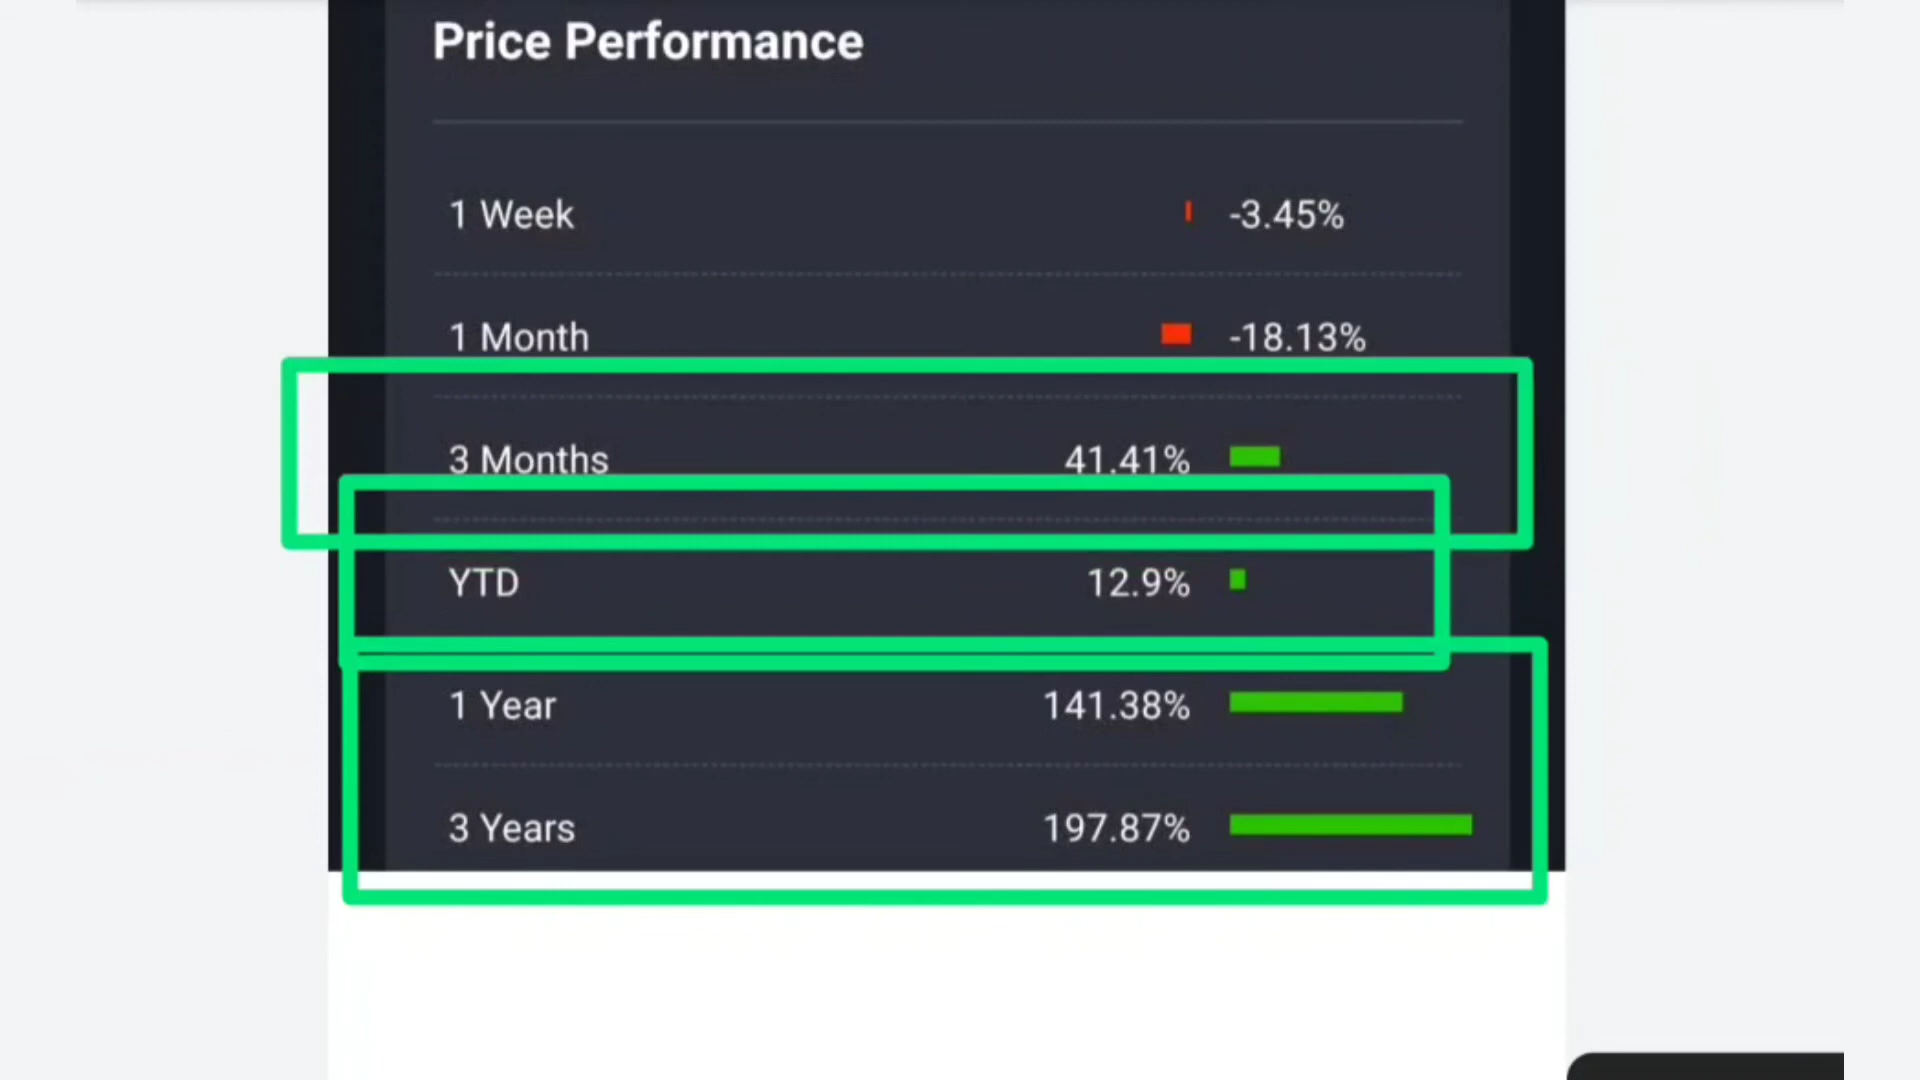 Price Performance
1 Week -3.45%
1 Month -18.13%
3 Months 41.41%
YTD 12.9%
1 Year 141.38%
3 Years 197.87%